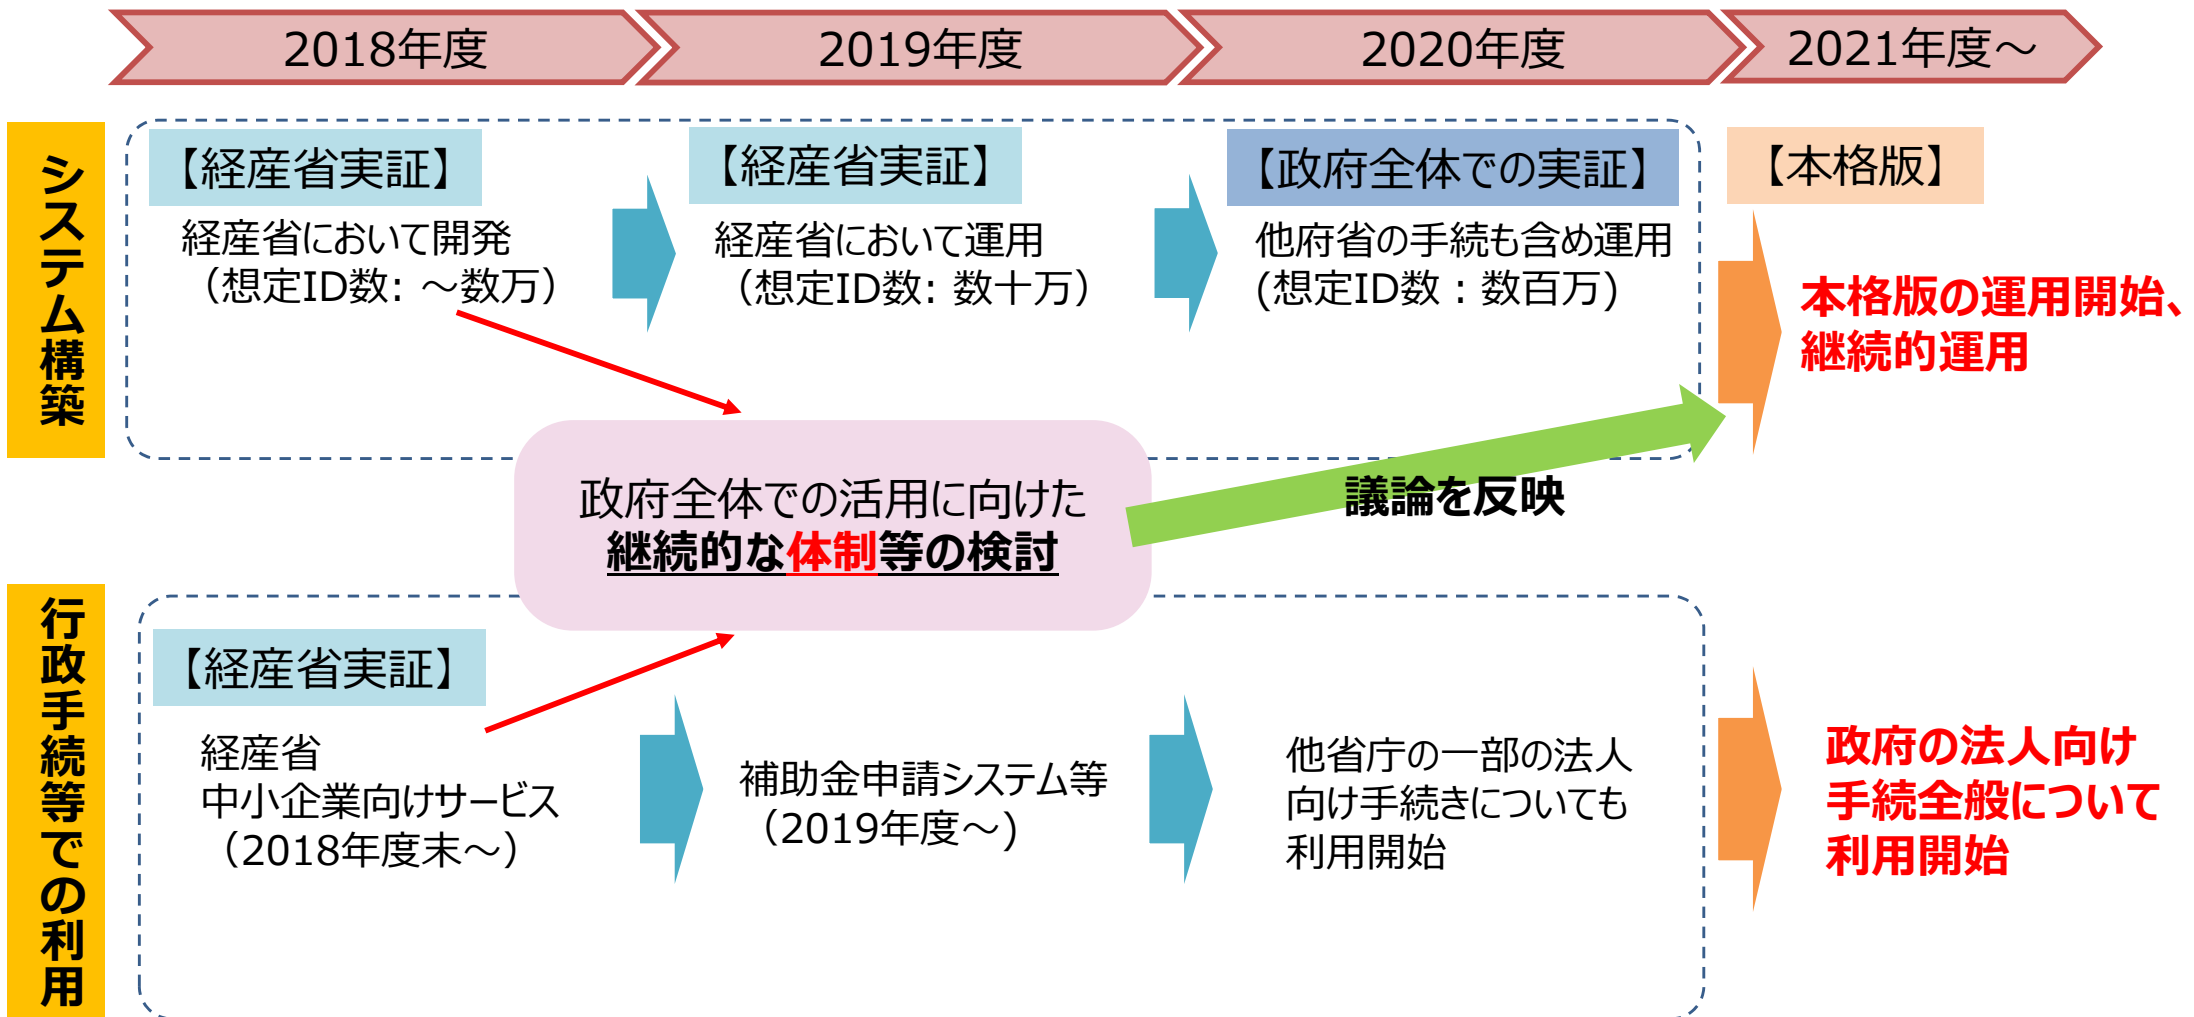 2018年度
2019年度
2020年度
2021年度～
システム構築
【経産省実証】
経産省において開発
（想定ID数: ～数万）
【経産省実証】
経産省において運用
（想定ID数: 数十万）
【政府全体での実証】
他府省の手続も含め運用
(想定ID数：数百万)
【本格版】
本格版の運用開始、
継続的運用
政府全体での活用に向けた
継続的な体制等の検討
議論を反映
行政手続等での利用
【経産省実証】
経産省
中小企業向けサービス
（2018年度末～）
補助金申請システム等
（2019年度～)
他省庁の一部の法人
向け手続きについても
利用開始
政府の法人向け
手続全般について
利用開始